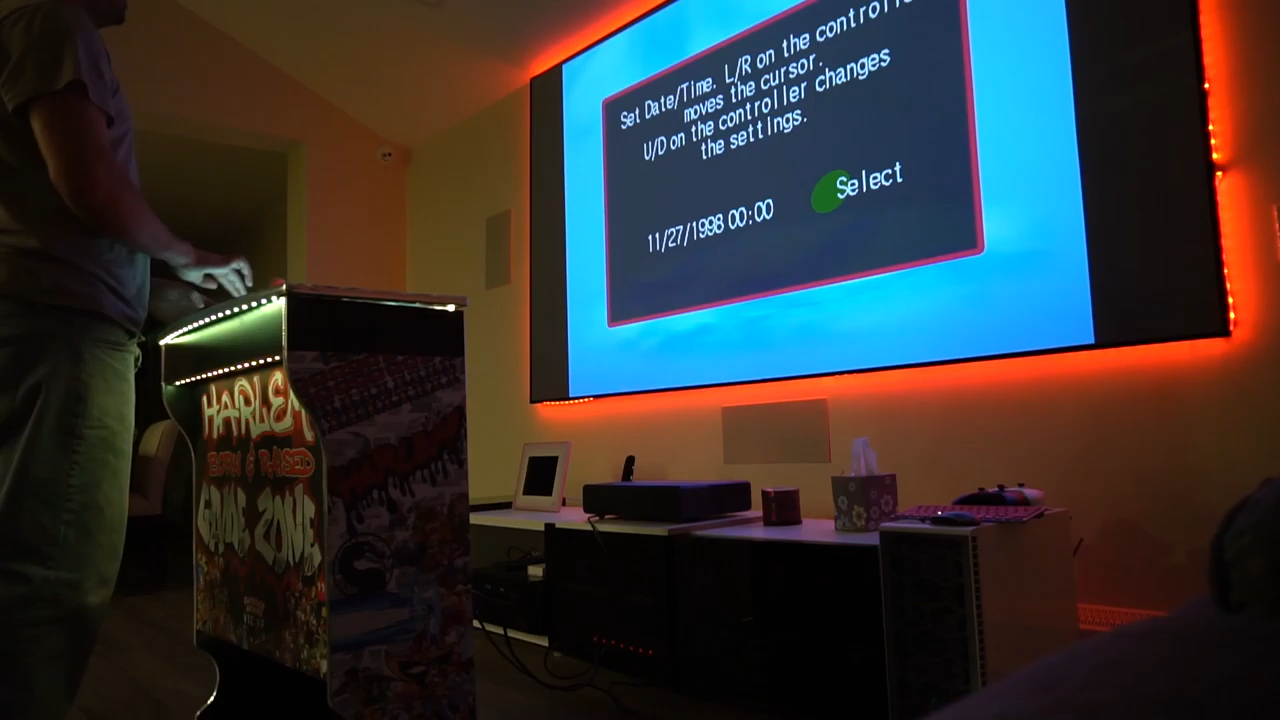 Set Date/Time. L/R on the controller
moves the cursor.
U/D on the controller changes
the settings.
11/27/1998 00:00
Select
HARLEM
BORN & RAISED
GAME ZONE